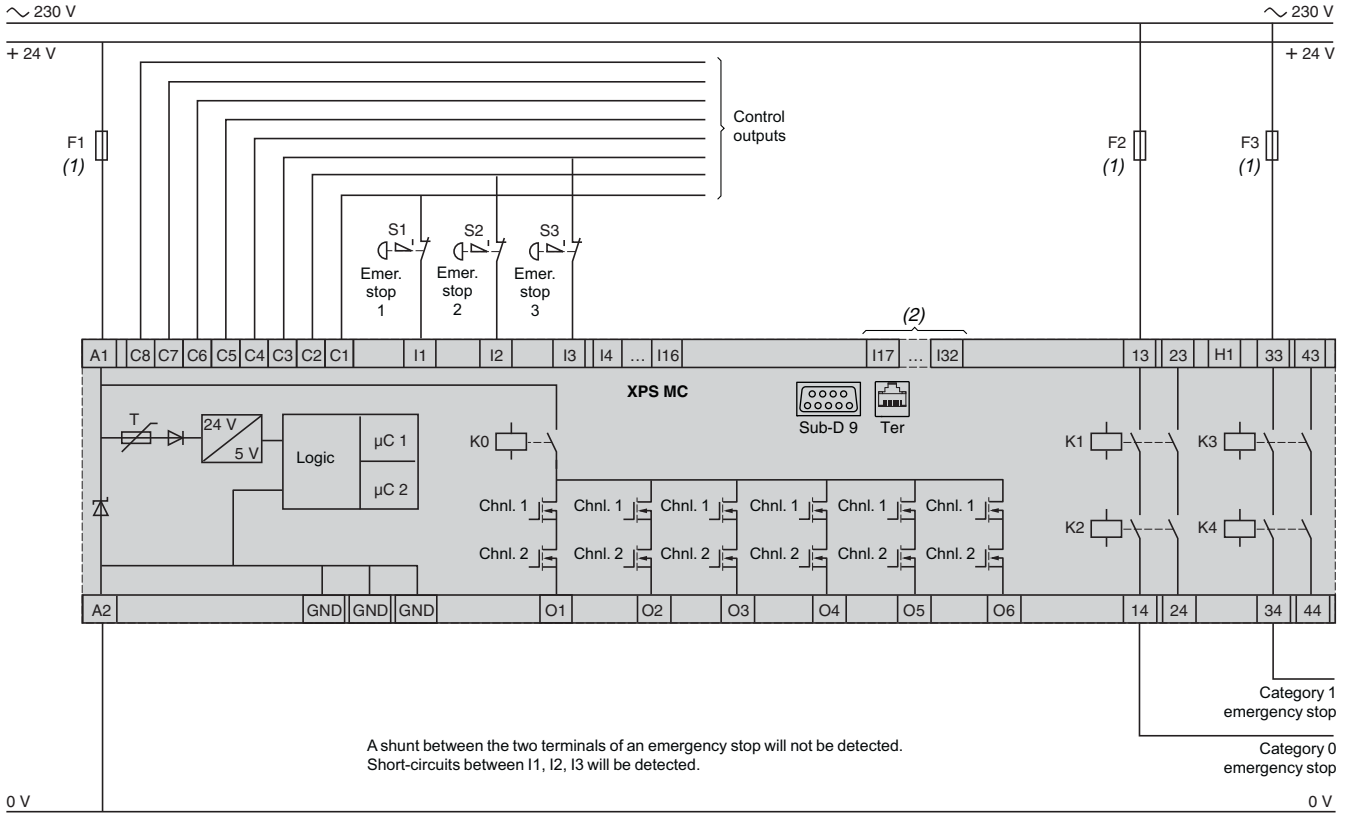 230 V 230 V
+ 24 V + 24 V
Control
outputs
F1 F2 F3
(1) (1) (1)
S1 S2 S3
Emer. Emer. Emer.
stop stop stop
1 2 3
(2)
A1 C8 C7 C6 C5 C4 C3 C2 C1 I1 I2 I3 I4 ... I16 I17 ... I32 13 23 H1 33 43
XPS MC
T 24 V
5 V
Logic
µC 1
µC 2
K0
Sub-D 9 Ter
K1 K3
Chnl. 1 Chnl. 1 Chnl. 1 Chnl. 1 Chnl. 1 Chnl. 1
K2 K4
Chnl. 2 Chnl. 2 Chnl. 2 Chnl. 2 Chnl. 2 Chnl. 2
A2 GND GND GND O1 O2 O3 O4 O5 O6 14 24 34 44
Category 1
emergency stop
A shunt between the two terminals of an emergency stop will not be detected.
Short-circuits between I1, I2, I3 will be detected.
Category 0
emergency stop
0 V 0 V